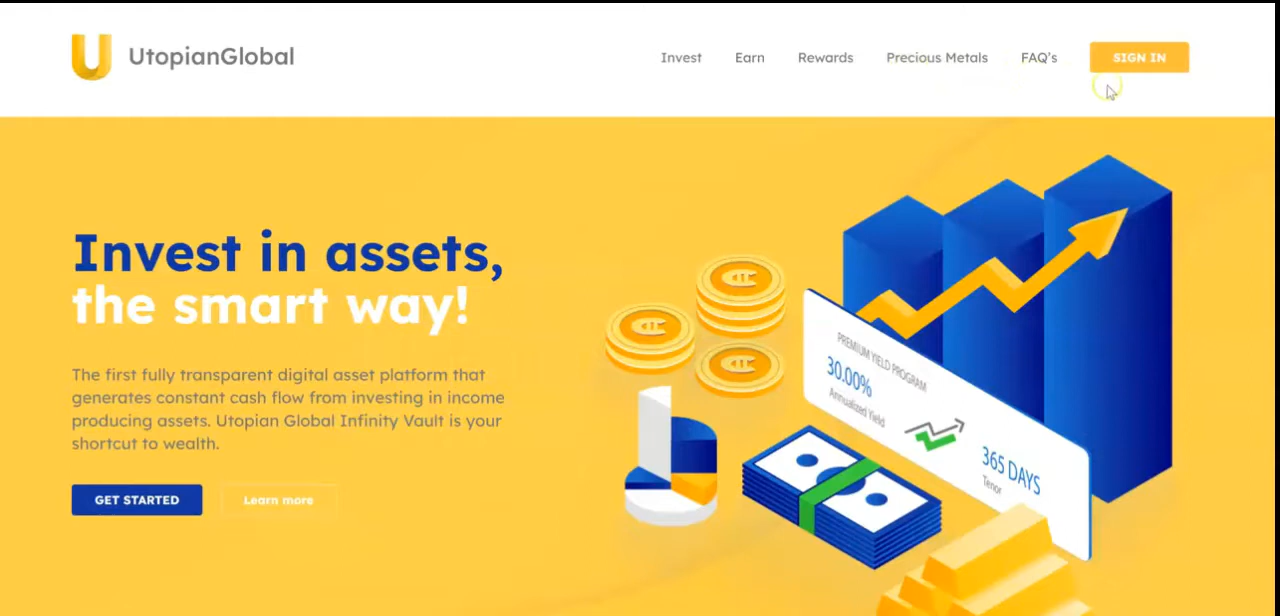 UtopianGlobal
Invest
Earn
Rewards
Precious Metals
FAQ's
SIGN IN
Invest in assets,
the smart way!
The first fully transparent digital asset platform that
generates constant cash flow from investing in income
producing assets. Utopian Global Infinity Vault is your
shortcut to wealth.
GET STARTED
Learn more
PREMIUM YIELD PROGRAM
30.00%
Annualized Yield
365 DAYS
Tenor